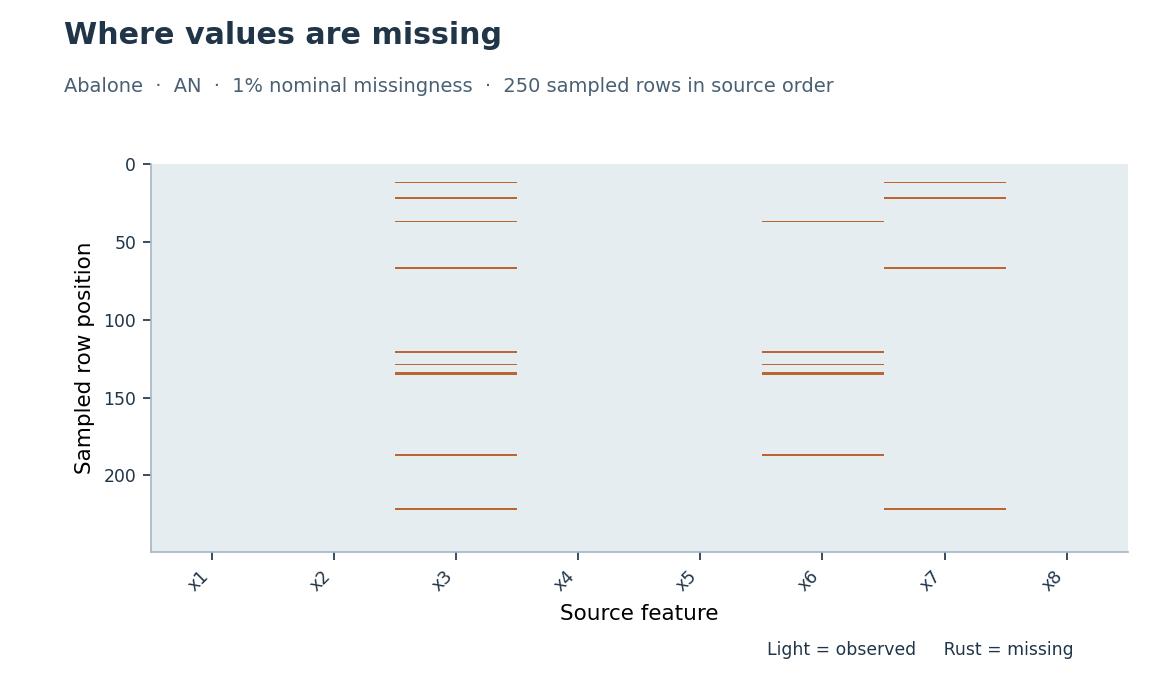 Where values are missing
Abalone · AN · 1% nominal missingness · 250 sampled rows in source order
0
50
100
150
200
Sampled row position
x1 x2 x3 x4 x5 x6 x7 x8
Source feature
Light = observed Rust = missing